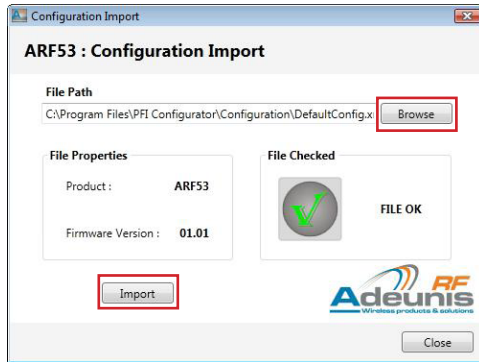 Configuration Import
ARF53 : Configuration Import
File Path
C:\Program Files\PFI Configurator\Configuration\DefaultConfig.x
Browse
File Properties
Product : ARF53
Firmware Version : 01.01
File Checked
FILE OK
Import
Adeunis RF
Wireless products & solutions
Close